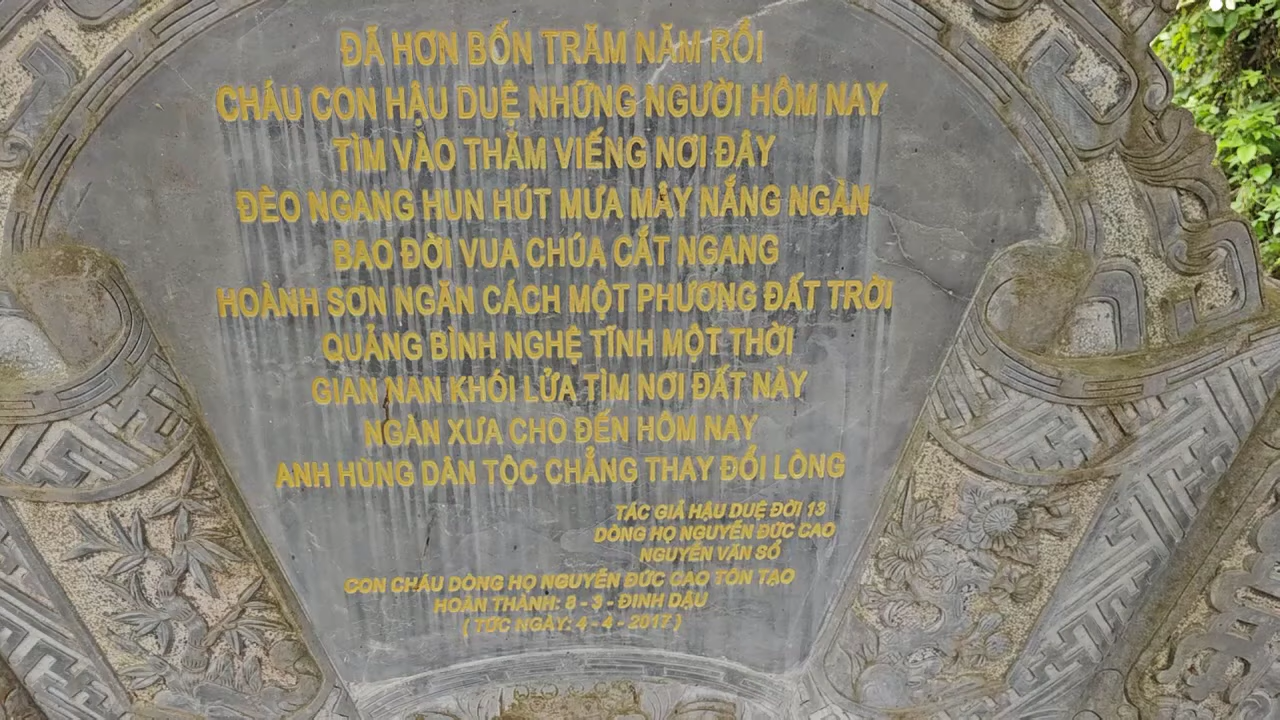 ĐÃ HƠN BỐN TRĂM NĂM RỒI
CHÁU CON HẬU DUỆ NHỮNG NGƯỜI HÔM NAY
TÌM VÀO THĂM VIẾNG NƠI ĐÂY
ĐÈO NGANG HUN HÚT MƯA MÂY NẮNG NGÀN
BAO ĐỜI VUA CHÚA CẮT NGANG
HOÀNH SƠN NGĂN CÁCH MỘT PHƯƠNG ĐẤT TRỜI
QUẢNG BÌNH NGHỆ TĨNH MỘT THỜI
GIAN NAN KHÓI LỬA TÌM NƠI ĐẤT NÀY
NGÀN XƯA CHO ĐẾN HÔM NAY
ANH HÙNG DÂN TỘC CHẲNG THAY ĐỔI LÒNG
TÁC GIẢ HẬU DUỆ ĐỜI 13
DÒNG HỌ NGUYỄN ĐỨC CAO
NGUYỄN VĂN SỔ
CON CHÁU DÒNG HỌ NGUYỄN ĐỨC CAO TÔN TẠO
HOÀN THÀNH: 8 - 3 - ĐINH DẬU
( TỨC NGÀY: 4 - 4 - 2017 )